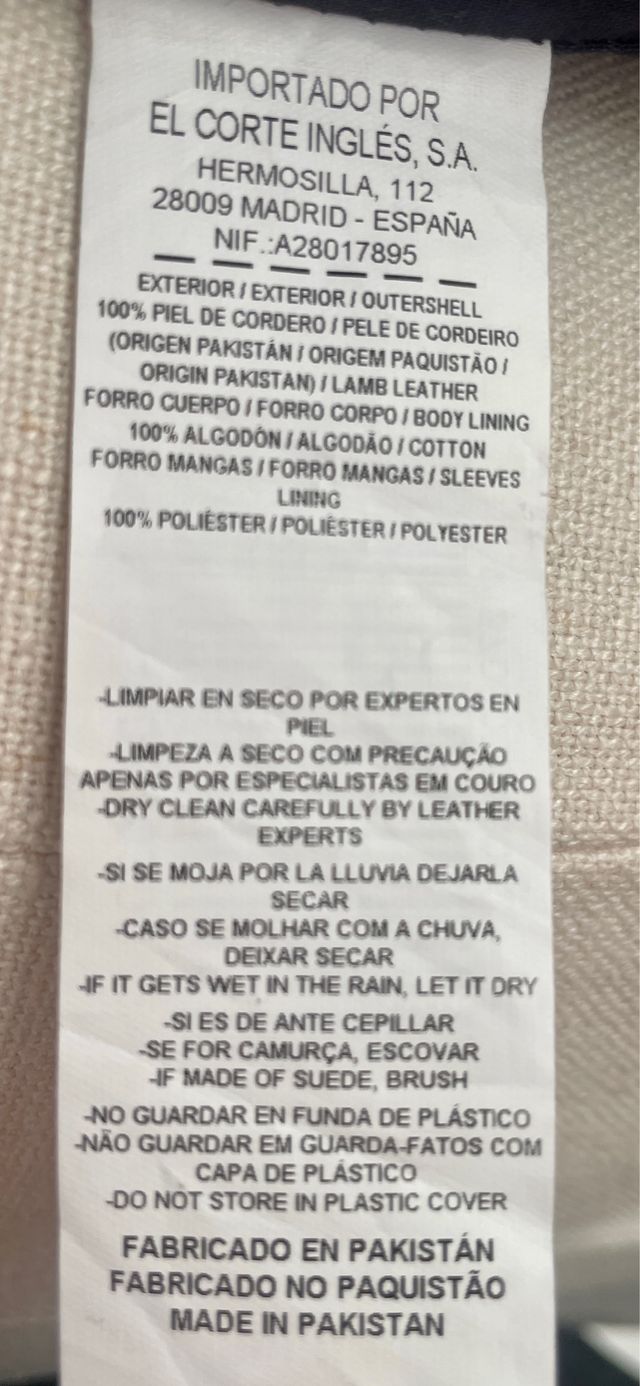 IMPORTADO POR
EL CORTE INGLÉS, S.A.
HERMOSILLA, 112
28009 MADRID - ESPAÑA
NIF.:A28017895
EXTERIOR / EXTERIOR / OUTERSHELL
100% PIEL DE CORDERO / PELE DE CORDEIRO
(ORIGEN PAKISTÁN / ORIGEM PAQUISTÃO /
ORIGIN PAKISTAN) / LAMB LEATHER
FORRO CUERPO / FORRO CORPO / BODY LINING
100% ALGODÓN / ALGODÃO / COTTON
FORRO MANGAS / FORRO MANGAS / SLEEVES
LINING
100% POLIÉSTER / POLIÉSTER / POLYESTER
-LIMPIAR EN SECO POR EXPERTOS EN
PIEL
-LIMPEZA A SECO COM PRECAUÇÃO
APENAS POR ESPECIALISTAS EM COURO
-DRY CLEAN CAREFULLY BY LEATHER
EXPERTS
-SI SE MOJA POR LA LLUVIA DEJARLA
SECAR
-CASO SE MOLHAR COM A CHUVA,
DEIXAR SECAR
-IF IT GETS WET IN THE RAIN, LET IT DRY
-SI ES DE ANTE CEPILLAR
-SE FOR CAMURÇA, ESCOVAR
-IF MADE OF SUEDE, BRUSH
-NO GUARDAR EN FUNDA DE PLÁSTICO
-NÃO GUARDAR EM GUARDA-FATOS COM
CAPA DE PLÁSTICO
-DO NOT STORE IN PLASTIC COVER
FABRICADO EN PAKISTÁN
FABRICADO NO PAQUISTÃO
MADE IN PAKISTAN